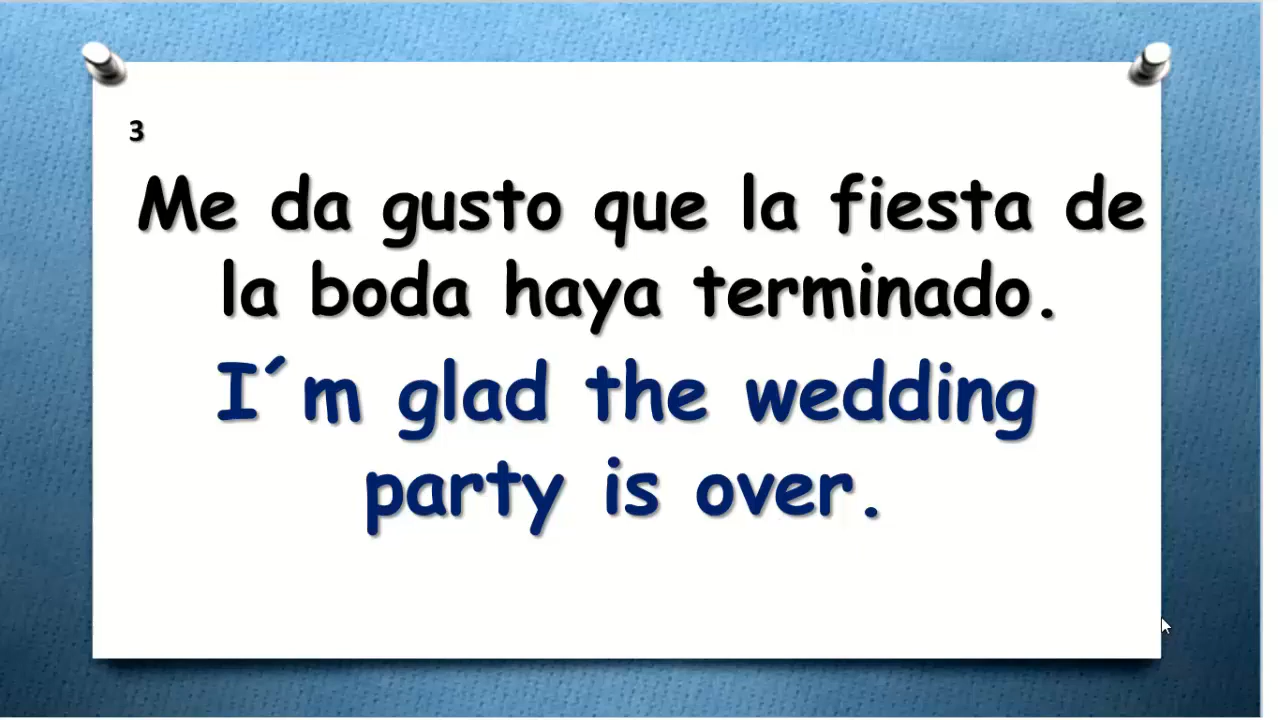 3
Me da gusto que la fiesta de
la boda haya terminado.
I´m glad the wedding
party is over.